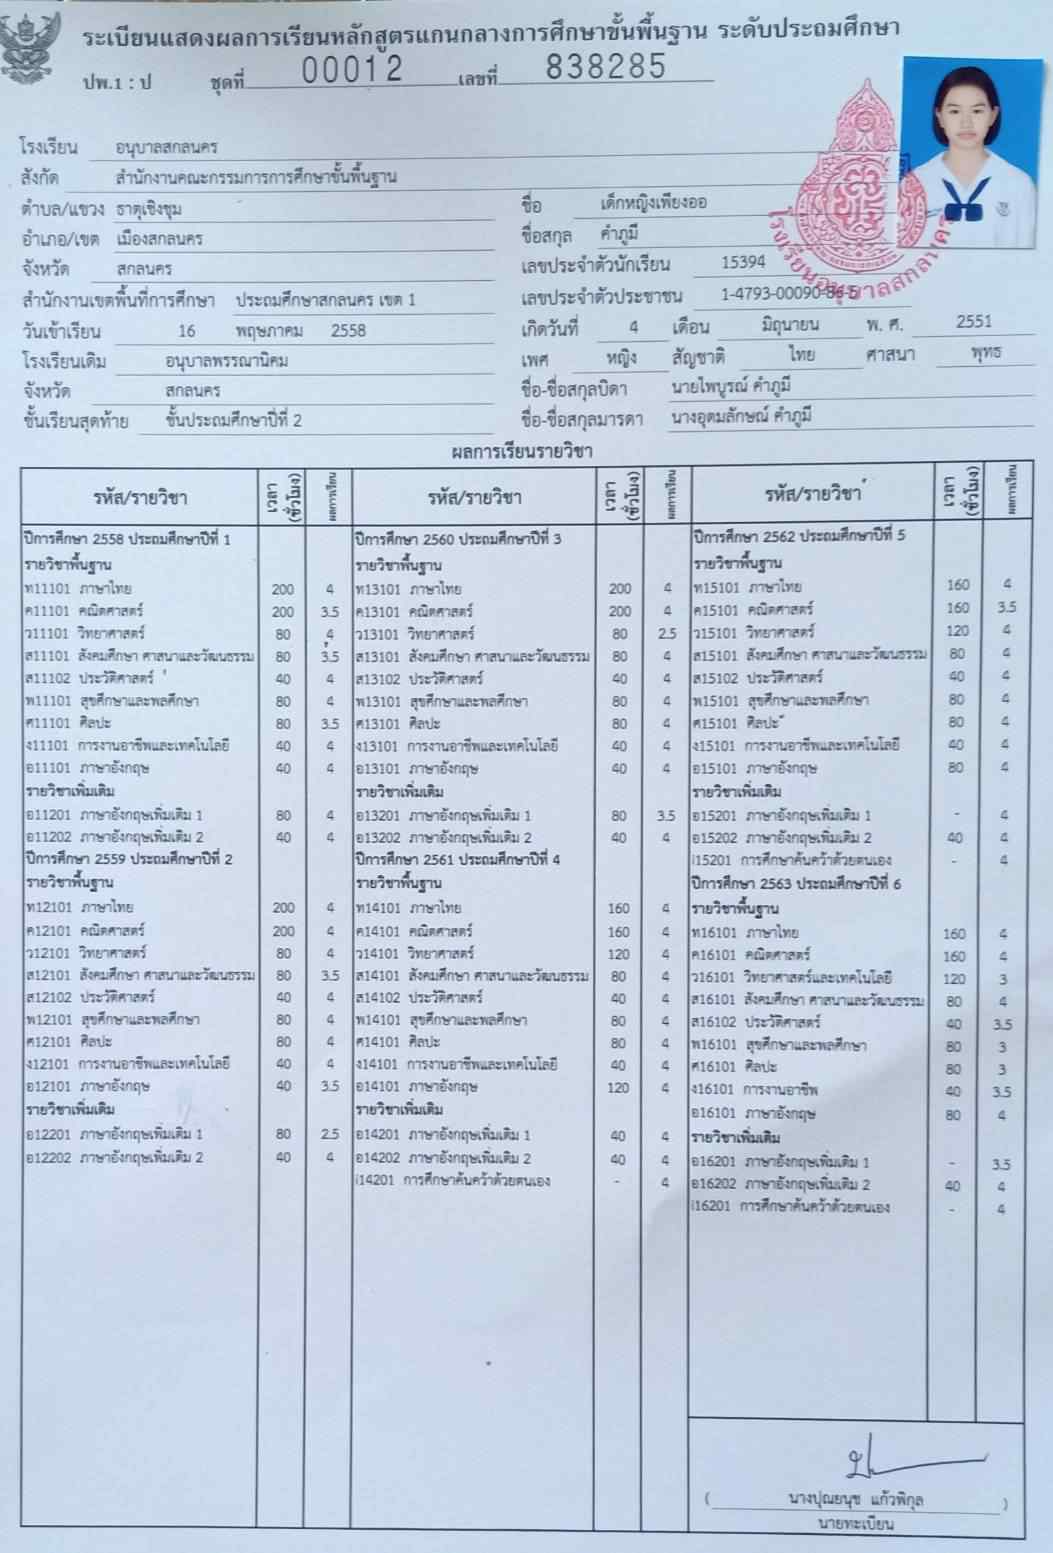 ระเบียนแสดงผลการเรียนหลักสูตรแกนกลางการศึกษาขั้นพื้นฐาน ระดับประถมศึกษา
ปพ.1 : ป ชุดที่ 00012 เลขที่ 838285
โรงเรียน อนุบาลสกลนคร
สังกัด สำนักงานคณะกรรมการการศึกษาขั้นพื้นฐาน
ตำบล/แขวง ธาตุเชิงชุม
อำเภอ/เขต เมืองสกลนคร
จังหวัด สกลนคร
สำนักงานเขตพื้นที่การศึกษา ประถมศึกษาสกลนคร เขต 1
วันเข้าเรียน 16 พฤษภาคม 2558
โรงเรียนเดิม อนุบาลพรรณานิคม
จังหวัด สกลนคร
ชั้นเรียนสุดท้าย ชั้นประถมศึกษาปีที่ 2
ชื่อ เด็กหญิงเพียงออ
ชื่อสกุล คำภูมี
เลขประจำตัวนักเรียน 15394
เลขประจำตัวประชาชน 1-4793-00090-
เกิดวันที่ 4 เดือน มิถุนายน พ. ศ. 2551
เพศ หญิง สัญชาติ ไทย ศาสนา พุทธ
ชื่อ-ชื่อสกุลบิดา นายไพบูรณ์ คำภูมี
ชื่อ-ชื่อสกุลมารดา นางอุดมลักษณ์ คำภูมี
โรงเรียนอนุบาลสกลนคร
ผลการเรียนรายวิชา
รหัส/รายวิชา เวลา (ชั่วโมง) ผลการเรียน
ปีการศึกษา 2558 ประถมศึกษาปีที่ 1
รายวิชาพื้นฐาน
ท11101 ภาษาไทย 200 4
ค11101 คณิตศาสตร์ 200 3.5
ว11101 วิทยาศาสตร์ 80 4
ส11101 สังคมศึกษา ศาสนาและวัฒนธรรม 80 3.5
ส11102 ประวัติศาสตร์ 40 4
พ11101 สุขศึกษาและพลศึกษา 80 4
ศ11101 ศิลปะ 80 3.5
ง11101 การงานอาชีพและเทคโนโลยี 40 4
อ11101 ภาษาอังกฤษ 40 4
รายวิชาเพิ่มเติม
อ11201 ภาษาอังกฤษเพิ่มเติม 1 80 4
อ11202 ภาษาอังกฤษเพิ่มเติม 2 40 4
ปีการศึกษา 2559 ประถมศึกษาปีที่ 2
รายวิชาพื้นฐาน
ท12101 ภาษาไทย 200 4
ค12101 คณิตศาสตร์ 200 4
ว12101 วิทยาศาสตร์ 80 4
ส12101 สังคมศึกษา ศาสนาและวัฒนธรรม 80 3.5
ส12102 ประวัติศาสตร์ 40 4
พ12101 สุขศึกษาและพลศึกษา 80 4
ศ12101 ศิลปะ 80 4
ง12101 การงานอาชีพและเทคโนโลยี 40 4
อ12101 ภาษาอังกฤษ 40 3.5
รายวิชาเพิ่มเติม
อ12201 ภาษาอังกฤษเพิ่มเติม 1 80 2.5
อ12202 ภาษาอังกฤษเพิ่มเติม 2 40 4
รหัส/รายวิชา เวลา (ชั่วโมง) ผลการเรียน
ปีการศึกษา 2560 ประถมศึกษาปีที่ 3
รายวิชาพื้นฐาน
ท13101 ภาษาไทย 200 4
ค13101 คณิตศาสตร์ 200 4
ว13101 วิทยาศาสตร์ 80 2.5
ส13101 สังคมศึกษา ศาสนาและวัฒนธรรม 80 4
ส13102 ประวัติศาสตร์ 40 4
พ13101 สุขศึกษาและพลศึกษา 80 4
ศ13101 ศิลปะ 80 4
ง13101 การงานอาชีพและเทคโนโลยี 40 4
อ13101 ภาษาอังกฤษ 40 4
รายวิชาเพิ่มเติม
อ13201 ภาษาอังกฤษเพิ่มเติม 1 80 3.5
อ13202 ภาษาอังกฤษเพิ่มเติม 2 40 4
ปีการศึกษา 2561 ประถมศึกษาปีที่ 4
รายวิชาพื้นฐาน
ท14101 ภาษาไทย 160 4
ค14101 คณิตศาสตร์ 160 4
ว14101 วิทยาศาสตร์ 120 4
ส14101 สังคมศึกษา ศาสนาและวัฒนธรรม 80 4
ส14102 ประวัติศาสตร์ 40 4
พ14101 สุขศึกษาและพลศึกษา 80 4
ศ14101 ศิลปะ 80 4
ง14101 การงานอาชีพและเทคโนโลยี 40 4
อ14101 ภาษาอังกฤษ 120 4
รายวิชาเพิ่มเติม
อ14201 ภาษาอังกฤษเพิ่มเติม 1 40 4
อ14202 ภาษาอังกฤษเพิ่มเติม 2 40 4
I14201 การศึกษาค้นคว้าด้วยตนเอง - 4
รหัส/รายวิชา เวลา (ชั่วโมง) ผลการเรียน
ปีการศึกษา 2562 ประถมศึกษาปีที่ 5
รายวิชาพื้นฐาน
ท15101 ภาษาไทย 160 4
ค15101 คณิตศาสตร์ 160 3.5
ว15101 วิทยาศาสตร์ 120 4
ส15101 สังคมศึกษา ศาสนาและวัฒนธรรม 80 4
ส15102 ประวัติศาสตร์ 40 4
พ15101 สุขศึกษาและพลศึกษา 80 4
ศ15101 ศิลปะ 80 4
ง15101 การงานอาชีพและเทคโนโลยี 40 4
อ15101 ภาษาอังกฤษ 80 4
รายวิชาเพิ่มเติม
อ15201 ภาษาอังกฤษเพิ่มเติม 1 - 4
อ15202 ภาษาอังกฤษเพิ่มเติม 2 40 4
I15201 การศึกษาค้นคว้าด้วยตนเอง - 4
ปีการศึกษา 2563 ประถมศึกษาปีที่ 6
รายวิชาพื้นฐาน
ท16101 ภาษาไทย 160 4
ค16101 คณิตศาสตร์ 160 4
ว16101 วิทยาศาสตร์และเทคโนโลยี 120 3
ส16101 สังคมศึกษา ศาสนาและวัฒนธรรม 80 4
ส16102 ประวัติศาสตร์ 40 3.5
พ16101 สุขศึกษาและพลศึกษา 80 3
ศ16101 ศิลปะ 80 3
ง16101 การงานอาชีพ 40 3.5
อ16101 ภาษาอังกฤษ 80 4
รายวิชาเพิ่มเติม
อ16201 ภาษาอังกฤษเพิ่มเติม 1 - 3.5
อ16202 ภาษาอังกฤษเพิ่มเติม 2 40 4
I16201 การศึกษาค้นคว้าด้วยตนเอง - 4
( นางปุณยนุช แก้วพิกุล )
นายทะเบียน